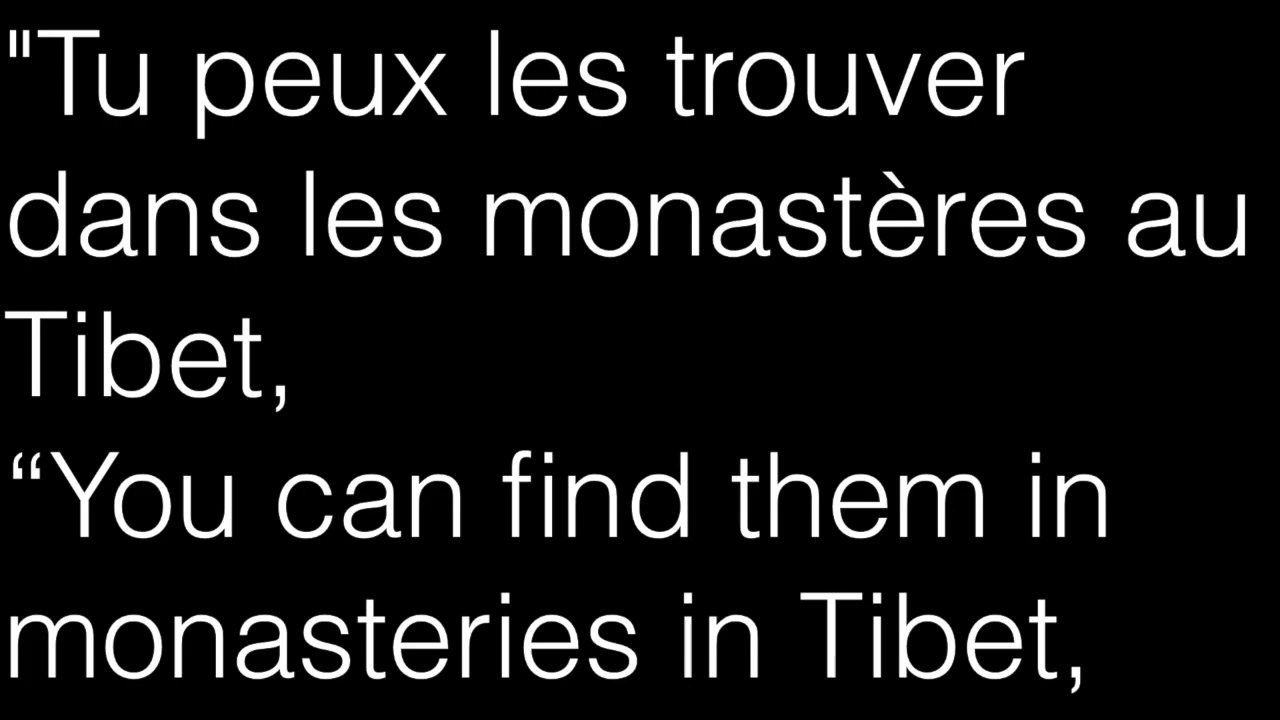 "Tu peux les trouver
dans les monastères au
Tibet,
“You can find them in
monasteries in Tibet,